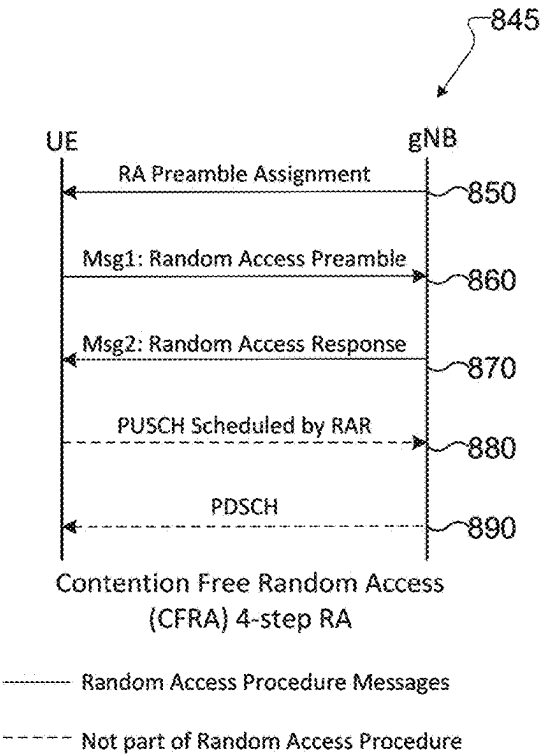 845
UE
gNB
RA Preamble Assignment
850
Msg1: Random Access Preamble
860
Msg2: Random Access Response
870
PUSCH Scheduled by RAR
880
PDSCH
890
Contention Free Random Access
(CFRA) 4-step RA
Random Access Procedure Messages
Not part of Random Access Procedure